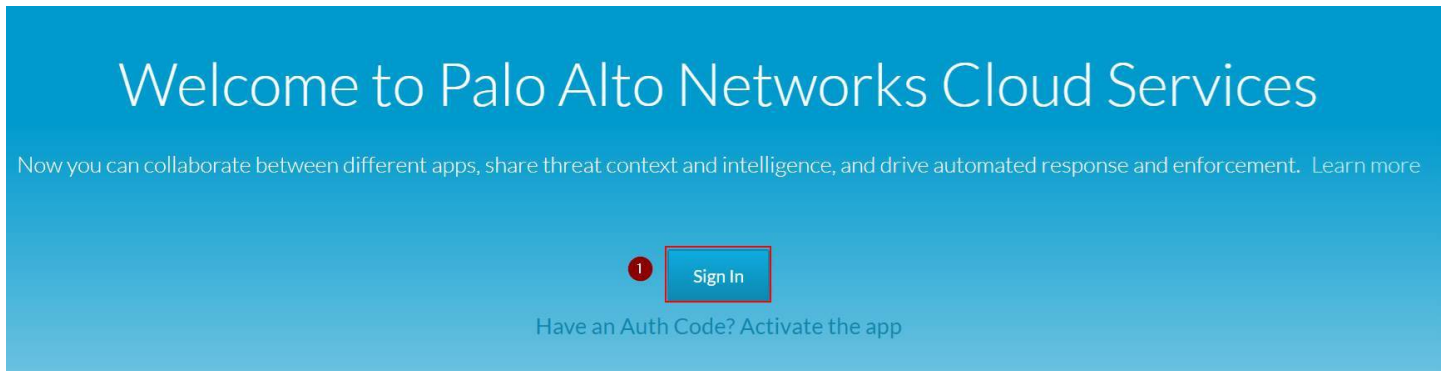 Welcome to Palo Alto Networks Cloud Services
Now you can collaborate between different apps, share threat context and intelligence, and drive automated response and enforcement. Learn more
1 Sign In
Have an Auth Code? Activate the app